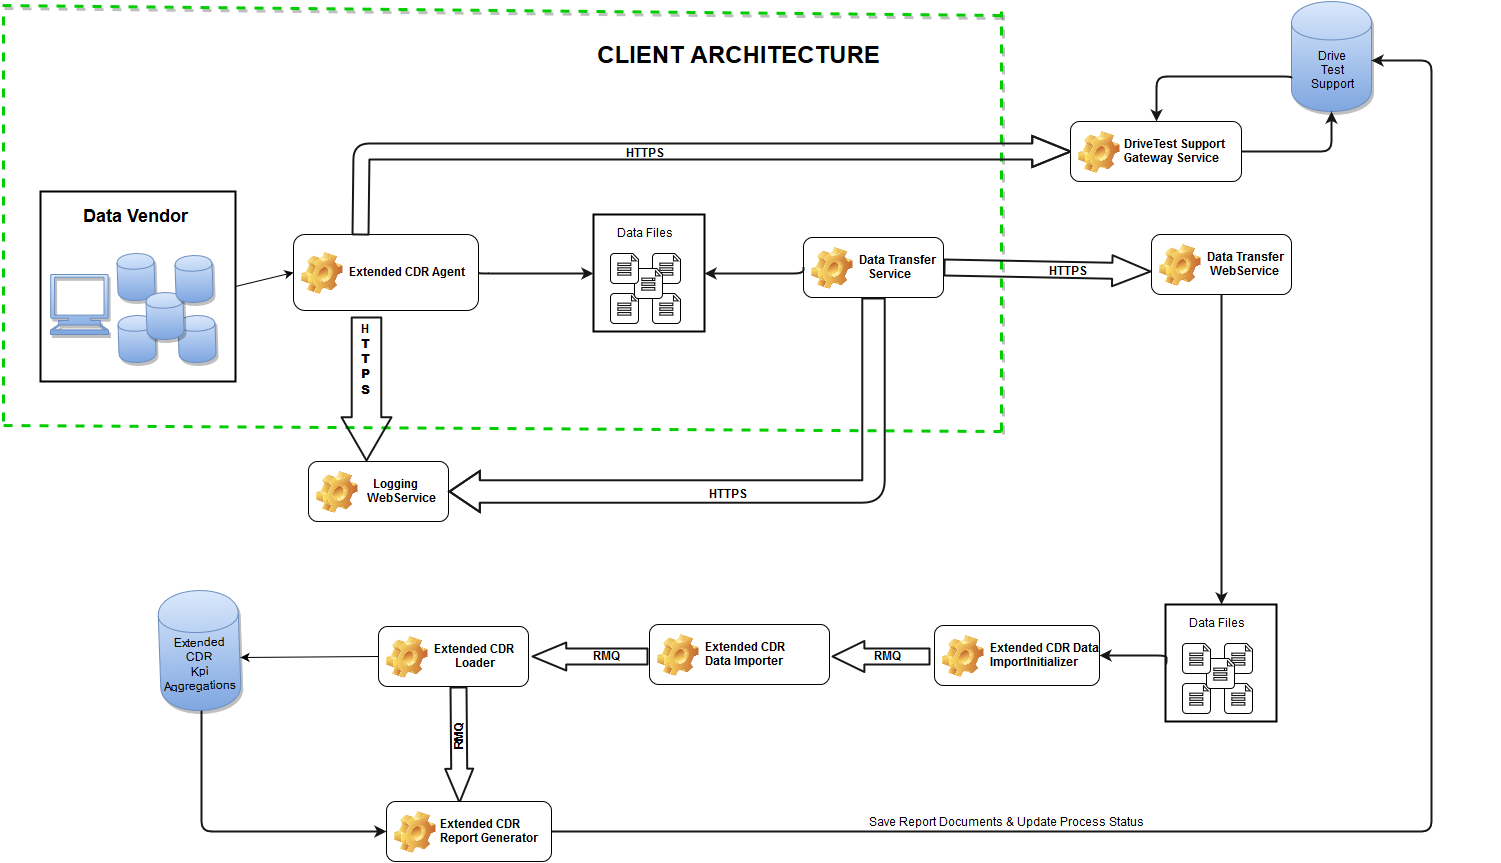 CLIENT ARCHITECTURE
Drive
Test
Support
DriveTest Support
Gateway Service
HTTPS
Data Vendor
Extended CDR Agent
Data Files
Data Transfer
Service
HTTPS
Data Transfer
WebService
H
T
T
P
S
Logging
WebService
HTTPS
Extended
CDR
Kpi
Aggregations
Extended CDR
Loader
RMQ
Extended CDR
Data Importer
RMQ
Extended CDR Data
ImportInitializer
Data Files
RMQ
Extended CDR
Report Generator
Save Report Documents & Update Process Status